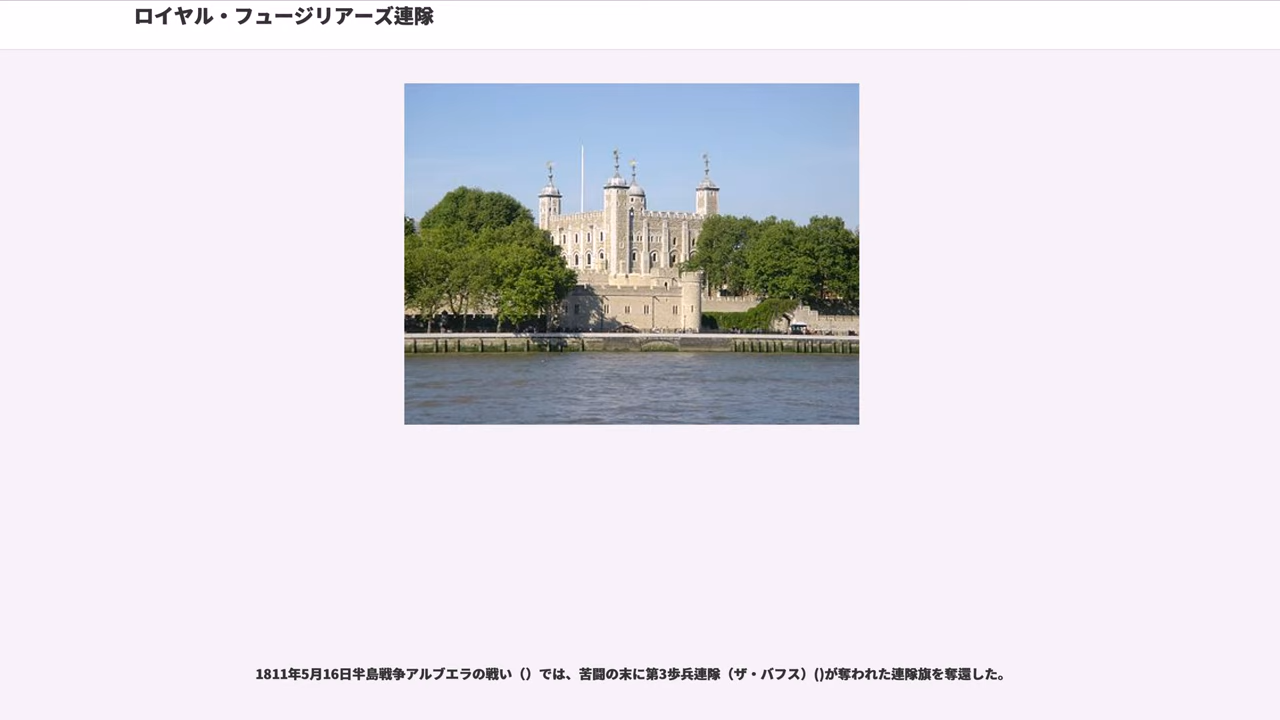 ロイヤル・フュージリアーズ連隊
1811年5月16日半島戦争アルブエラの戦い（）では、苦闘の末に第3歩兵連隊（ザ・バフス）()が奪われた連隊旗を奪還した。